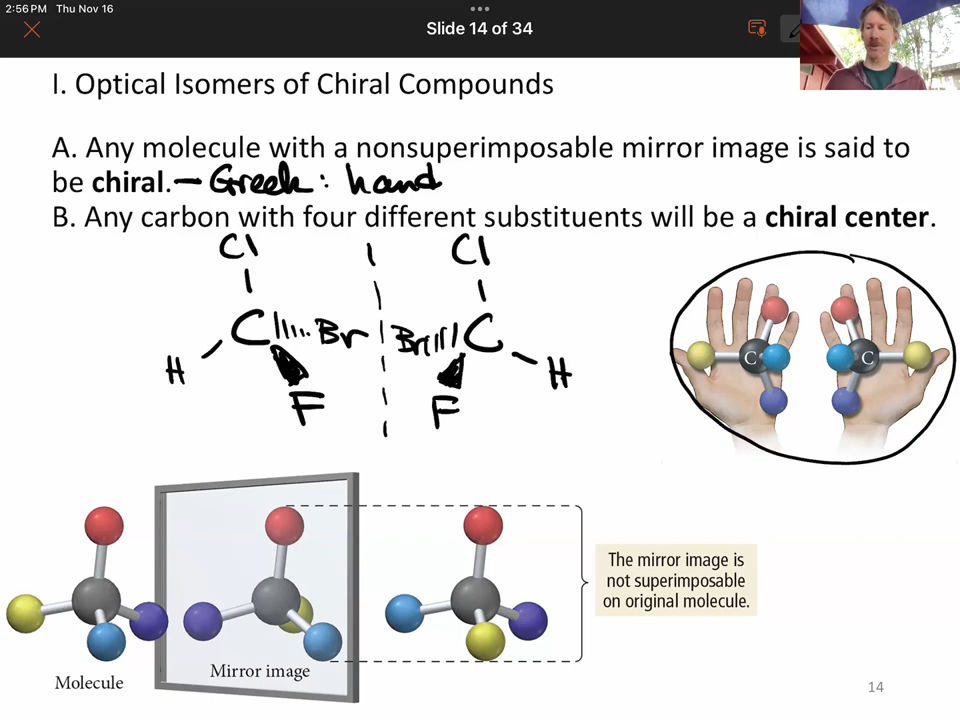 2:56 PM Thu Nov 16
Slide 14 of 34
I. Optical Isomers of Chiral Compounds
A. Any molecule with a nonsuperimposable mirror image is said to
be chiral. — Greek: hand
B. Any carbon with four different substituents will be a chiral center.
Cl Cl
C Br Br C
H H
F F
C C
The mirror image is
not superimposable
on original molecule.
Mirror image
Molecule
14